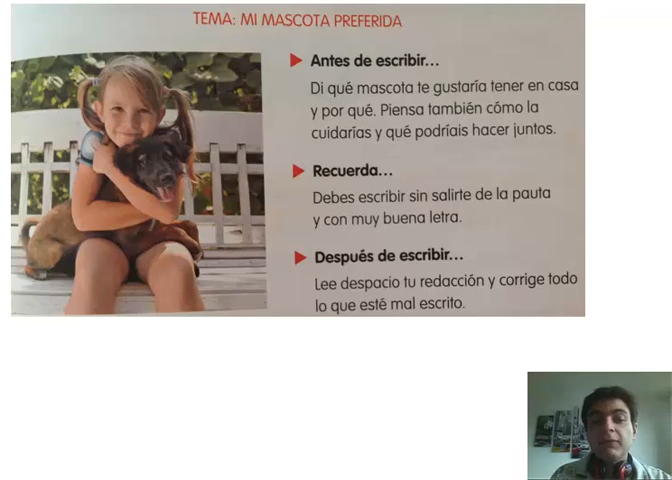 TEMA: MI MASCOTA PREFERIDA
Antes de escribir...
Di qué mascota te gustaría tener en casa
y por qué. Piensa también cómo la
cuidarías y qué podríais hacer juntos.
Recuerda...
Debes escribir sin salirte de la pauta
y con muy buena letra.
Después de escribir...
Lee despacio tu redacción y corrige todo
lo que esté mal escrito.